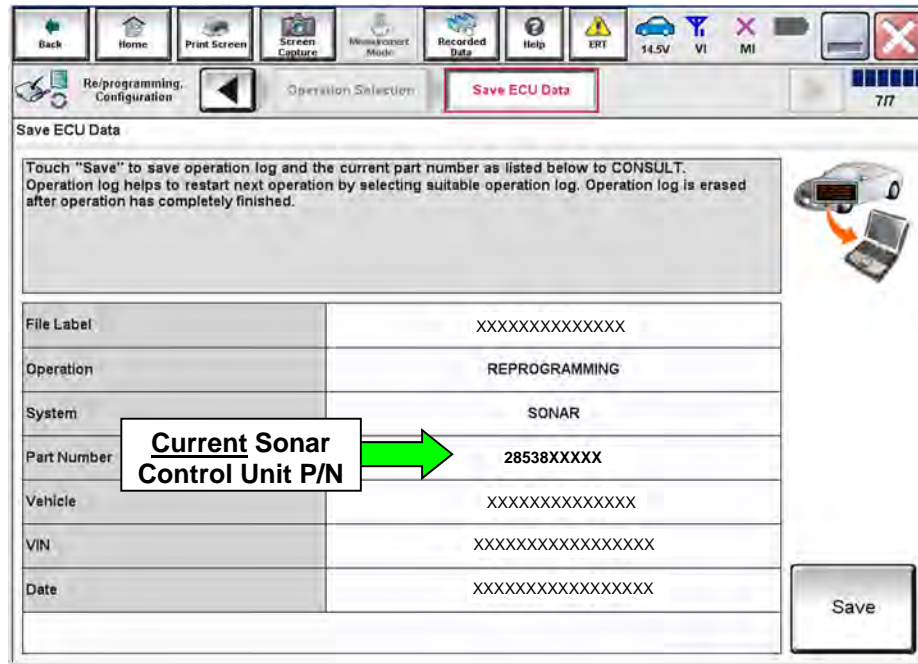 Back
Home
Print Screen
Screen Capture
Measurement Mode
Recorded Data
Help
ERT
14.5V
VI
MI
Re/programming, Configuration
Operation Selection
Save ECU Data
7/7
Save ECU Data
Touch "Save" to save operation log and the current part number as listed below to CONSULT.
Operation log helps to restart next operation by selecting suitable operation log. Operation log is erased
after operation has completely finished.
File Label XXXXXXXXXXXXXX
Operation REPROGRAMMING
System SONAR
Current Sonar
Control Unit P/N
Part Number 28538XXXXX
Vehicle XXXXXXXXXXXXXX
VIN XXXXXXXXXXXXXXXXX
Date XXXXXXXXXXXXXXXXX
Save